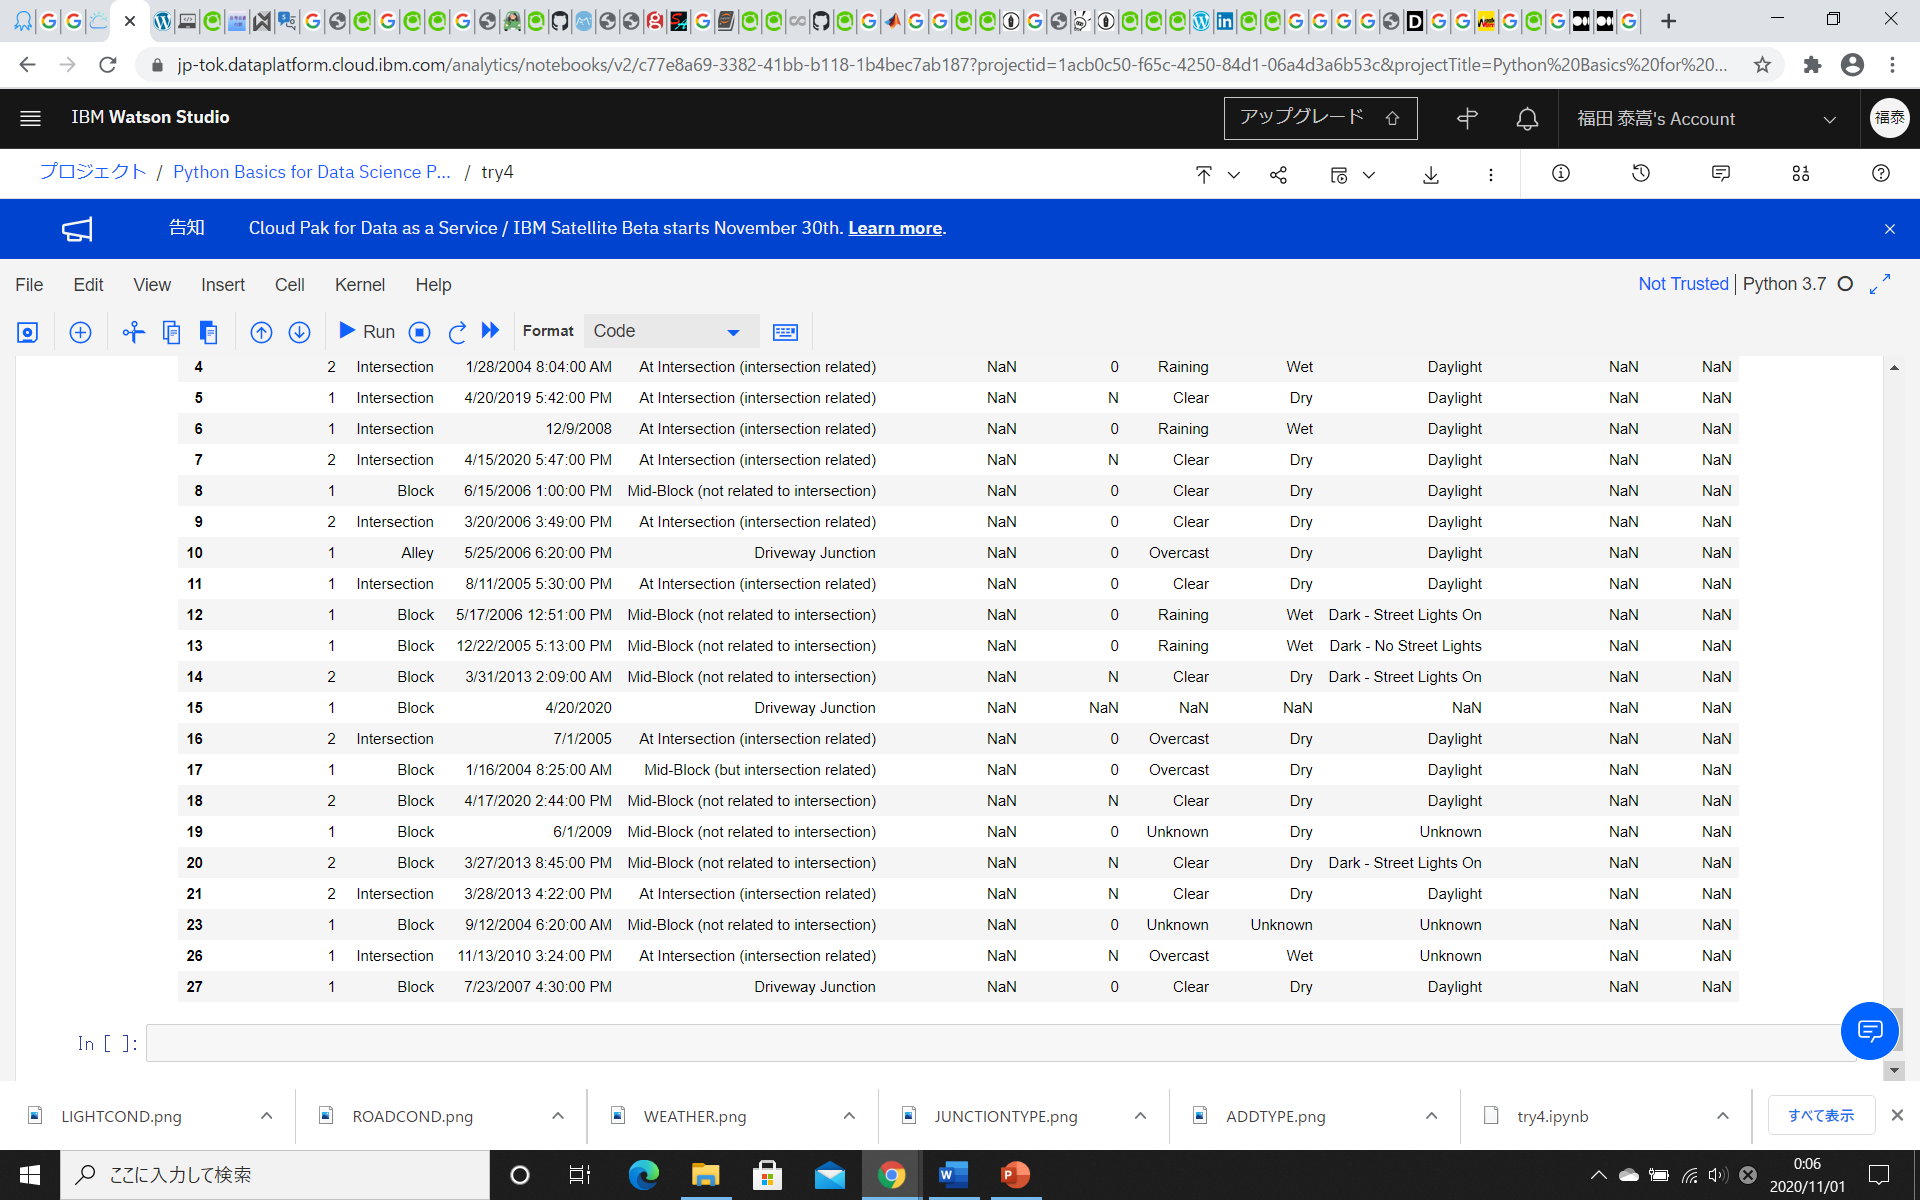 jp-tok.dataplatform.cloud.ibm.com/analytics/notebooks/v2/c77e8a69-3382-41bb-b118-1b4bec7ab187?projectid=1acb0c50-f65c-4250-84d1-06a4d3a6b53c&projectTitle=Python%20Basics%20for%20...
IBM Watson Studio アップグレード 福田 泰嵩's Account 福泰
プロジェクト / Python Basics for Data Science P... / try4
告知 Cloud Pak for Data as a Service / IBM Satellite Beta starts November 30th. Learn more.
File Edit View Insert Cell Kernel Help Not Trusted | Python 3.7
Run Format Code
4 2 Intersection 1/28/2004 8:04:00 AM At Intersection (intersection related) NaN 0 Raining Wet Daylight NaN NaN
5 1 Intersection 4/20/2019 5:42:00 PM At Intersection (intersection related) NaN N Clear Dry Daylight NaN NaN
6 1 Intersection 12/9/2008 At Intersection (intersection related) NaN 0 Raining Wet Daylight NaN NaN
7 2 Intersection 4/15/2020 5:47:00 PM At Intersection (intersection related) NaN N Clear Dry Daylight NaN NaN
8 1 Block 6/15/2006 1:00:00 PM Mid-Block (not related to intersection) NaN 0 Clear Dry Daylight NaN NaN
9 2 Intersection 3/20/2006 3:49:00 PM At Intersection (intersection related) NaN 0 Clear Dry Daylight NaN NaN
10 1 Alley 5/25/2006 6:20:00 PM Driveway Junction NaN 0 Overcast Dry Daylight NaN NaN
11 1 Intersection 8/11/2005 5:30:00 PM At Intersection (intersection related) NaN 0 Clear Dry Daylight NaN NaN
12 1 Block 5/17/2006 12:51:00 PM Mid-Block (not related to intersection) NaN 0 Raining Wet Dark - Street Lights On NaN NaN
13 1 Block 12/22/2005 5:13:00 PM Mid-Block (not related to intersection) NaN 0 Raining Wet Dark - No Street Lights NaN NaN
14 2 Block 3/31/2013 2:09:00 AM Mid-Block (not related to intersection) NaN N Clear Dry Dark - Street Lights On NaN NaN
15 1 Block 4/20/2020 Driveway Junction NaN NaN NaN NaN NaN NaN NaN
16 2 Intersection 7/1/2005 At Intersection (intersection related) NaN 0 Overcast Dry Daylight NaN NaN
17 1 Block 1/16/2004 8:25:00 AM Mid-Block (but intersection related) NaN 0 Overcast Dry Daylight NaN NaN
18 2 Block 4/17/2020 2:44:00 PM Mid-Block (not related to intersection) NaN N Clear Dry Daylight NaN NaN
19 1 Block 6/1/2009 Mid-Block (not related to intersection) NaN 0 Unknown Dry Unknown NaN NaN
20 2 Block 3/27/2013 8:45:00 PM Mid-Block (not related to intersection) NaN N Clear Dry Dark - Street Lights On NaN NaN
21 2 Intersection 3/28/2013 4:22:00 PM At Intersection (intersection related) NaN N Clear Dry Daylight NaN NaN
23 1 Block 9/12/2004 6:20:00 AM Mid-Block (not related to intersection) NaN 0 Unknown Unknown Unknown NaN NaN
26 1 Intersection 11/13/2010 3:24:00 PM At Intersection (intersection related) NaN N Overcast Wet Unknown NaN NaN
27 1 Block 7/23/2007 4:30:00 PM Driveway Junction NaN 0 Clear Dry Daylight NaN NaN
In [ ]:
LIGHTCOND.png ROADCOND.png WEATHER.png JUNCTIONTYPE.png ADDTYPE.png try4.ipynb すべて表示
ここに入力して検索 0:06
2020/11/01